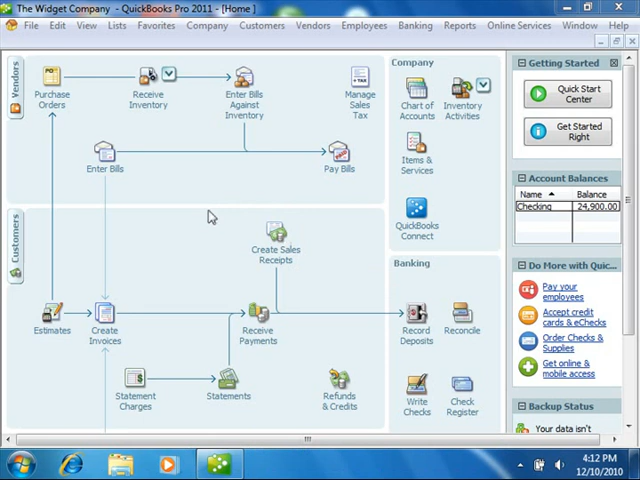 The Widget Company - QuickBooks Pro 2011 - [Home ]
File Edit View Lists Favorites Company Customers Vendors Employees Banking Reports Online Services Window Help
Vendors
Purchase
Orders
Receive
Inventory
Enter Bills
Against
Inventory
+ TAX
Manage
Sales
Tax
Enter Bills
Pay Bills
Customers
Create Sales
Receipts
Estimates
Create
Invoices
Receive
Payments
Statement
Charges
Statements
Refunds
& Credits
Company
Chart of
Accounts
Inventory
Activities
Items &
Services
QuickBooks
Connect
Banking
Record
Deposits
Reconcile
Write
Checks
Check
Register
Getting Started
Quick Start
Center
Get Started
Right
Account Balances
Name Balance
Checking 24,900.00
Do More with Quic...
Pay your
employees
Accept credit
cards & eChecks
Order Checks &
Supplies
Get online &
mobile access
Backup Status
Your data isn't
4:12 PM
12/10/2010